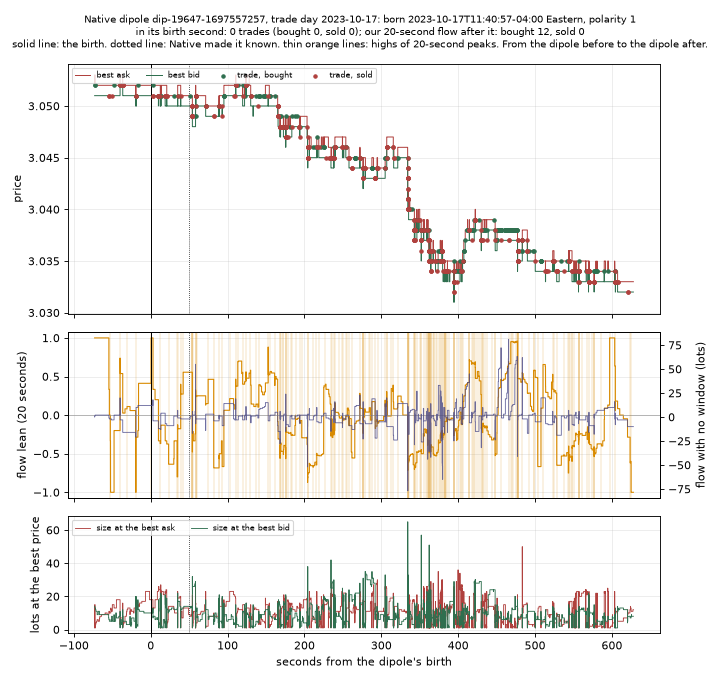 Native dipole dip-19647-1697557257, trade day 2023-10-17: born 2023-10-17T11:40:57-04:00 Eastern, polarity 1
in its birth second: 0 trades (bought 0, sold 0); our 20-second flow after it: bought 12, sold 0
solid line: the birth. dotted line: Native made it known. thin orange lines: highs of 20-second peaks. From the dipole before to the dipole after.
best ask
best bid
trade, bought
trade, sold
3.050
3.045
3.040
3.035
3.030
price
1.0
0.5
0.0
−0.5
−1.0
flow lean (20 seconds)
75
50
25
0
−25
−50
−75
flow with no window (lots)
size at the best ask
size at the best bid
60
40
20
0
lots at the best price
−100
0
100
200
300
400
500
600
seconds from the dipole's birth